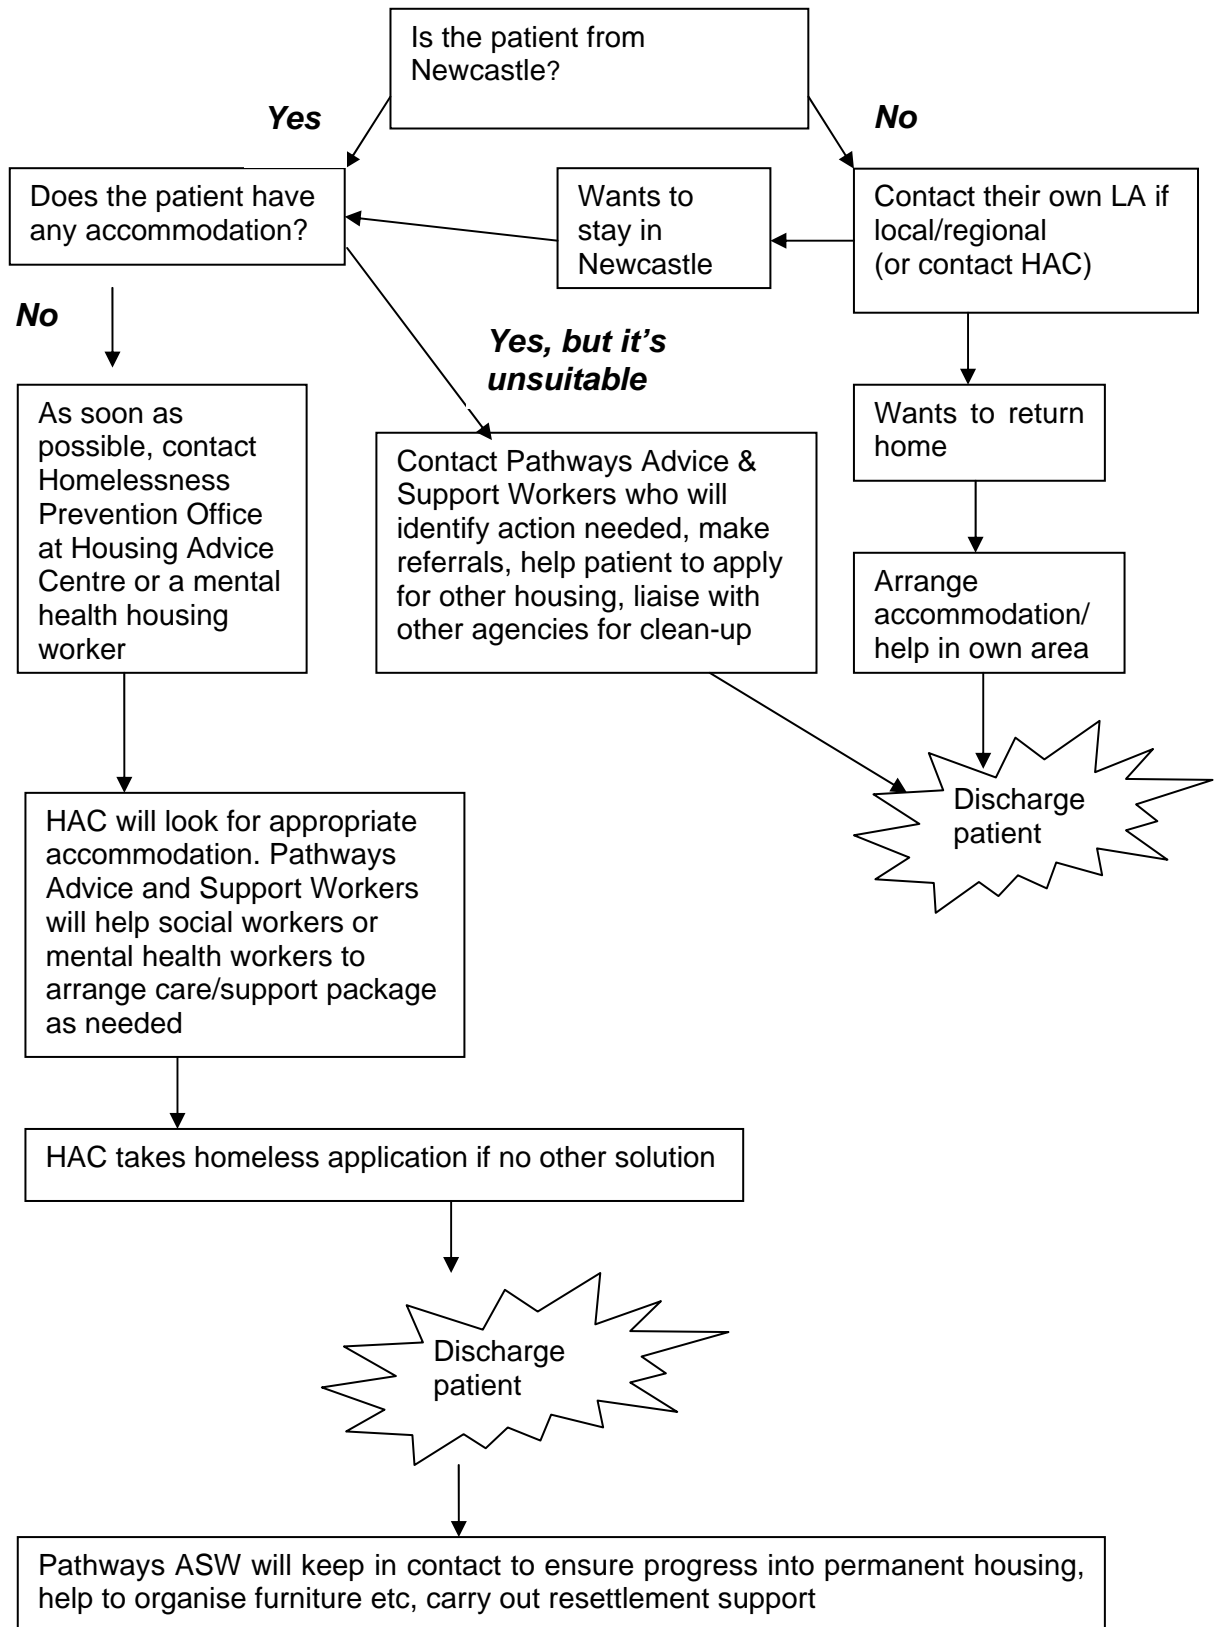 Is the patient from
Newcastle?
Yes
No
Does the patient have
any accommodation?
Wants to
stay in
Newcastle
Contact their own LA if
local/regional
(or contact HAC)
No
Yes, but it's
unsuitable
As soon as
possible, contact
Homelessness
Prevention Office
at Housing Advice
Centre or a mental
health housing
worker
Contact Pathways Advice &
Support Workers who will
identify action needed, make
referrals, help patient to apply
for other housing, liaise with
other agencies for clean-up
Wants to return
home
Arrange
accommodation/
help in own area
Discharge
patient
HAC will look for appropriate
accommodation. Pathways
Advice and Support Workers
will help social workers or
mental health workers to
arrange care/support package
as needed
HAC takes homeless application if no other solution
Discharge
patient
Pathways ASW will keep in contact to ensure progress into permanent housing,
help to organise furniture etc, carry out resettlement support